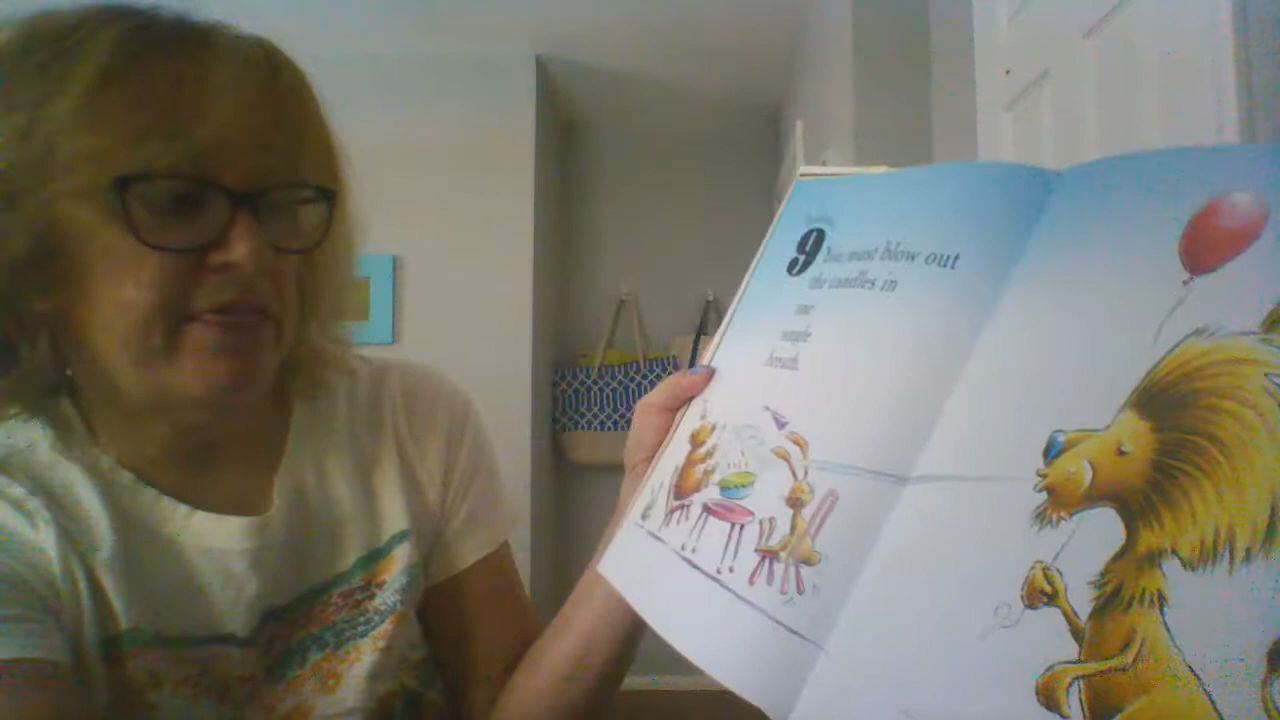 9 You must blow out
the candles in
one
single
breath.